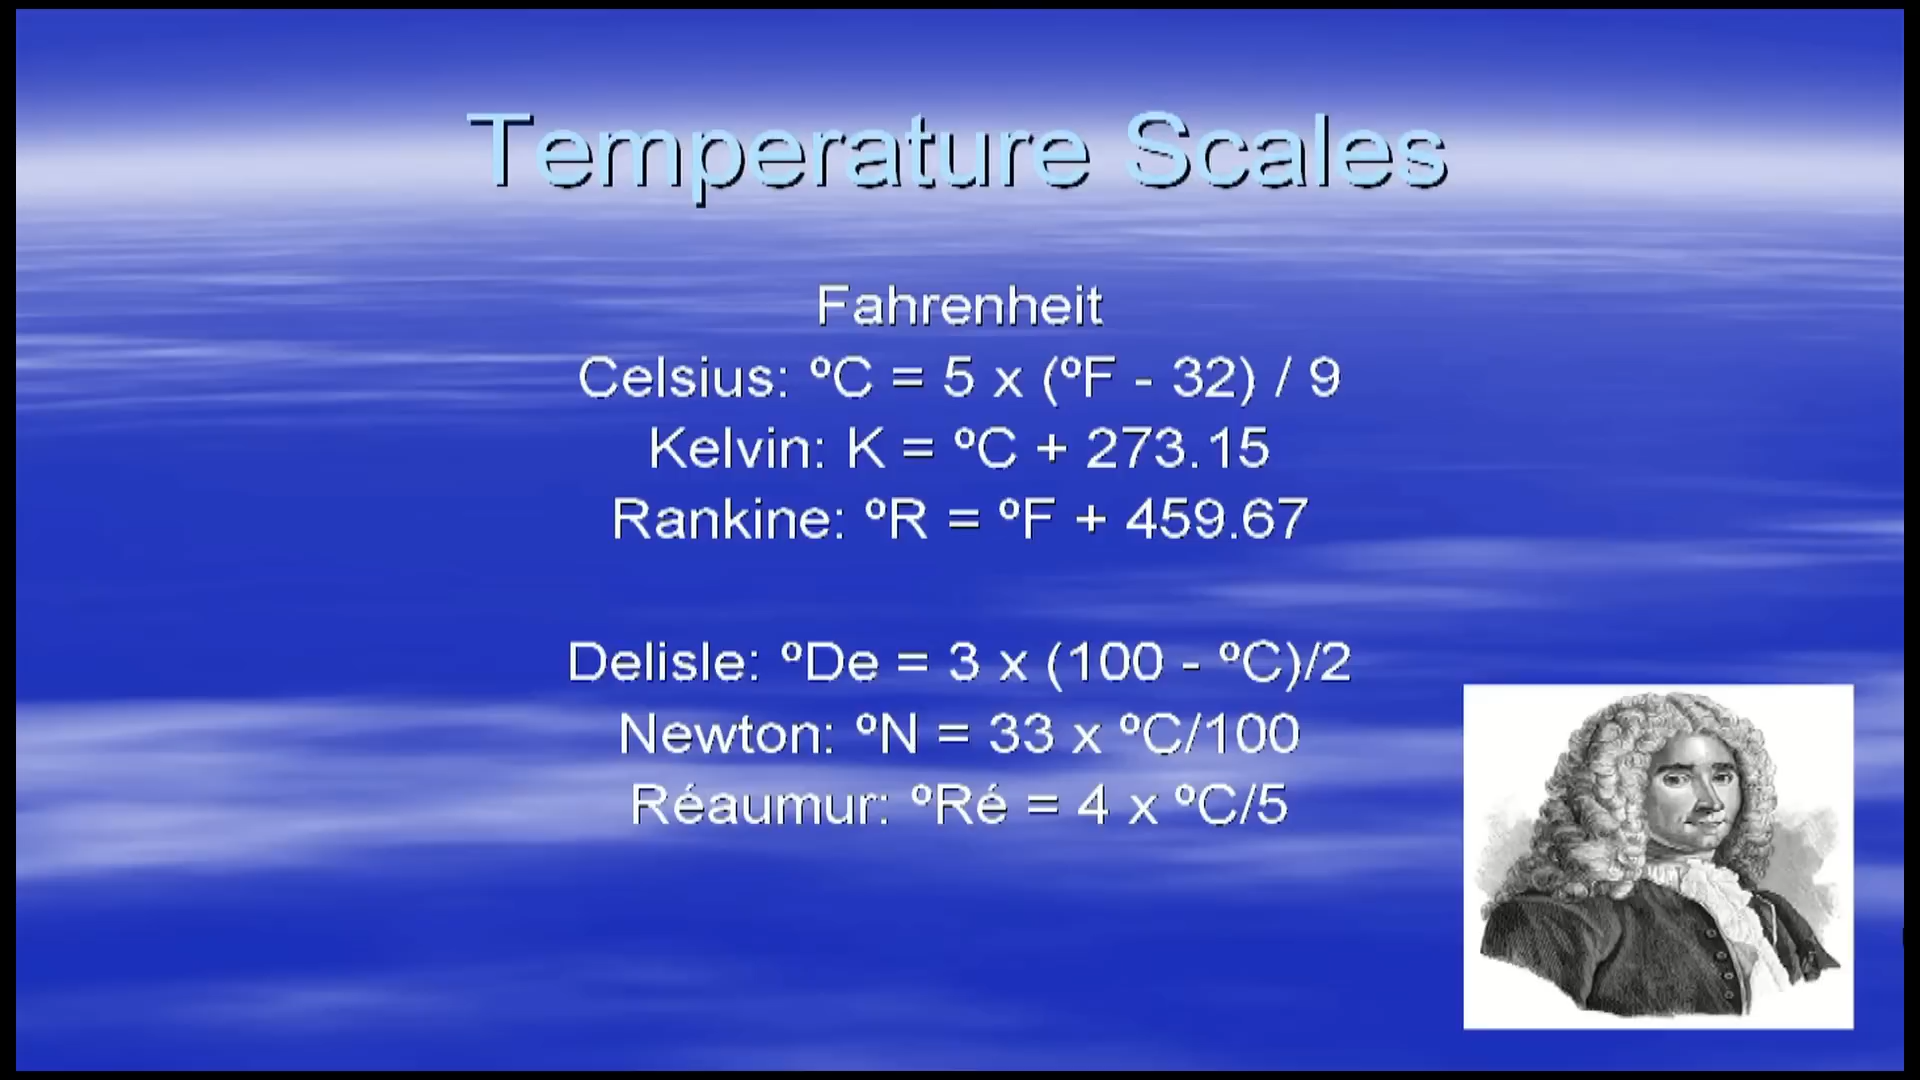 Temperature Scales
Fahrenheit
Celsius: ºC = 5 x (ºF - 32) / 9
Kelvin: K = ºC + 273.15
Rankine: ºR = ºF + 459.67
Delisle: ºDe = 3 x (100 - ºC)/2
Newton: ºN = 33 x ºC/100
Réaumur: ºRé = 4 x ºC/5